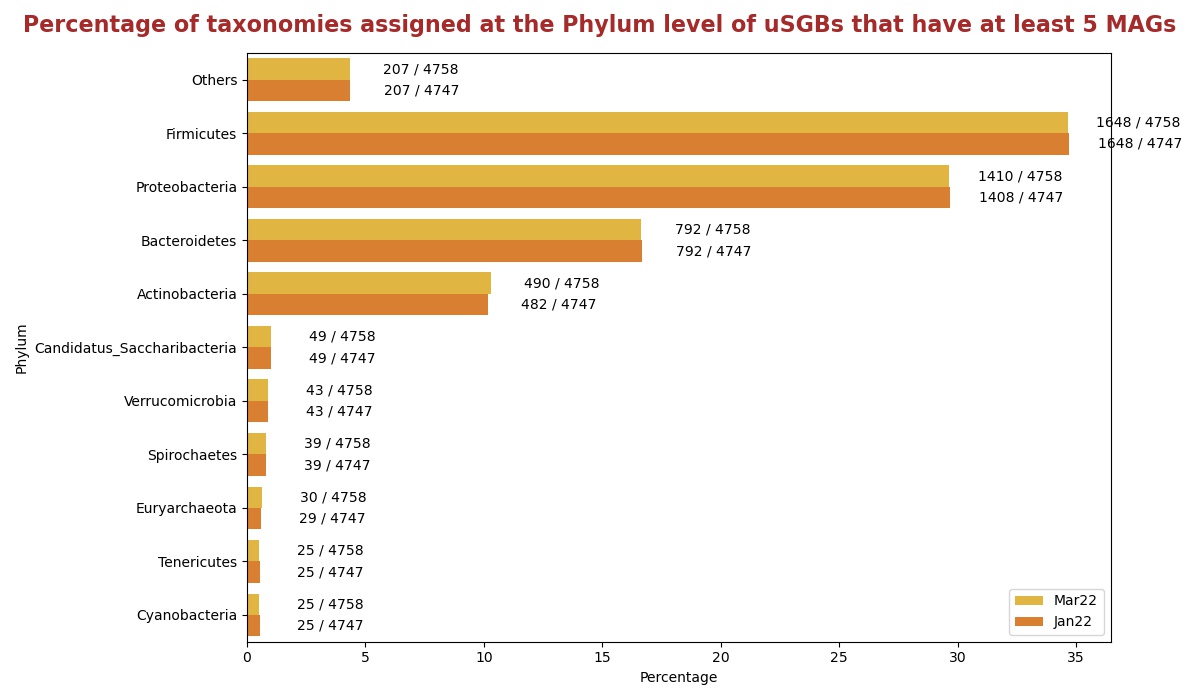 Percentage of taxonomies assigned at the Phylum level of uSGBs that have at least 5 MAGs
Others
207 / 4758
207 / 4747
Firmicutes
1648 / 4758
1648 / 4747
Proteobacteria
1410 / 4758
1408 / 4747
Bacteroidetes
792 / 4758
792 / 4747
Actinobacteria
490 / 4758
482 / 4747
Candidatus_Saccharibacteria
49 / 4758
49 / 4747
Verrucomicrobia
43 / 4758
43 / 4747
Spirochaetes
39 / 4758
39 / 4747
Euryarchaeota
30 / 4758
29 / 4747
Tenericutes
25 / 4758
25 / 4747
Cyanobacteria
25 / 4758
25 / 4747
Phylum
Mar22
Jan22
0 5 10 15 20 25 30 35
Percentage